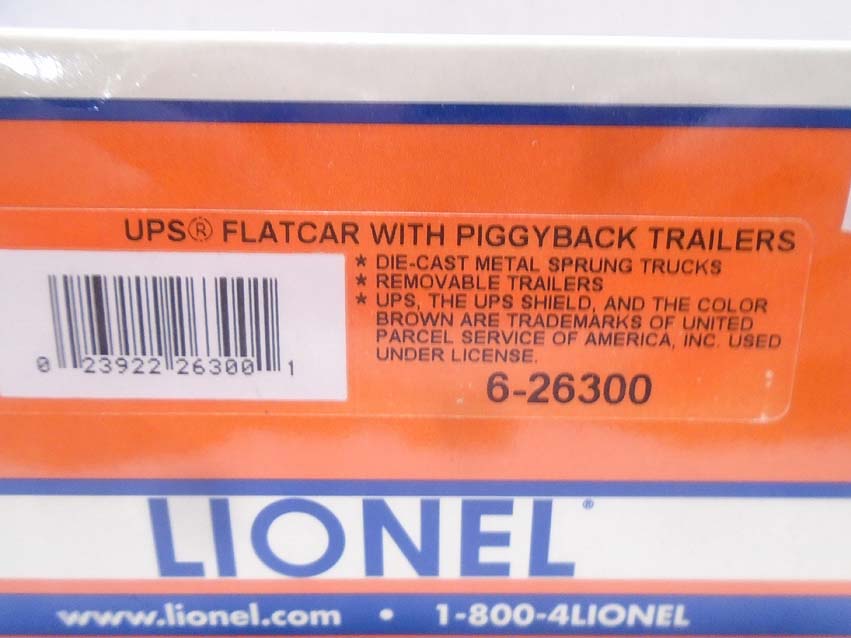 UPS® FLATCAR WITH PIGGYBACK TRAILERS
* DIE-CAST METAL SPRUNG TRUCKS
* REMOVABLE TRAILERS
* UPS, THE UPS SHIELD, AND THE COLOR
BROWN ARE TRADEMARKS OF UNITED
PARCEL SERVICE OF AMERICA, INC. USED
UNDER LICENSE.
6-26300
0 23922 26300 1
LIONEL®
www.lionel.com • 1-800-4LIONEL